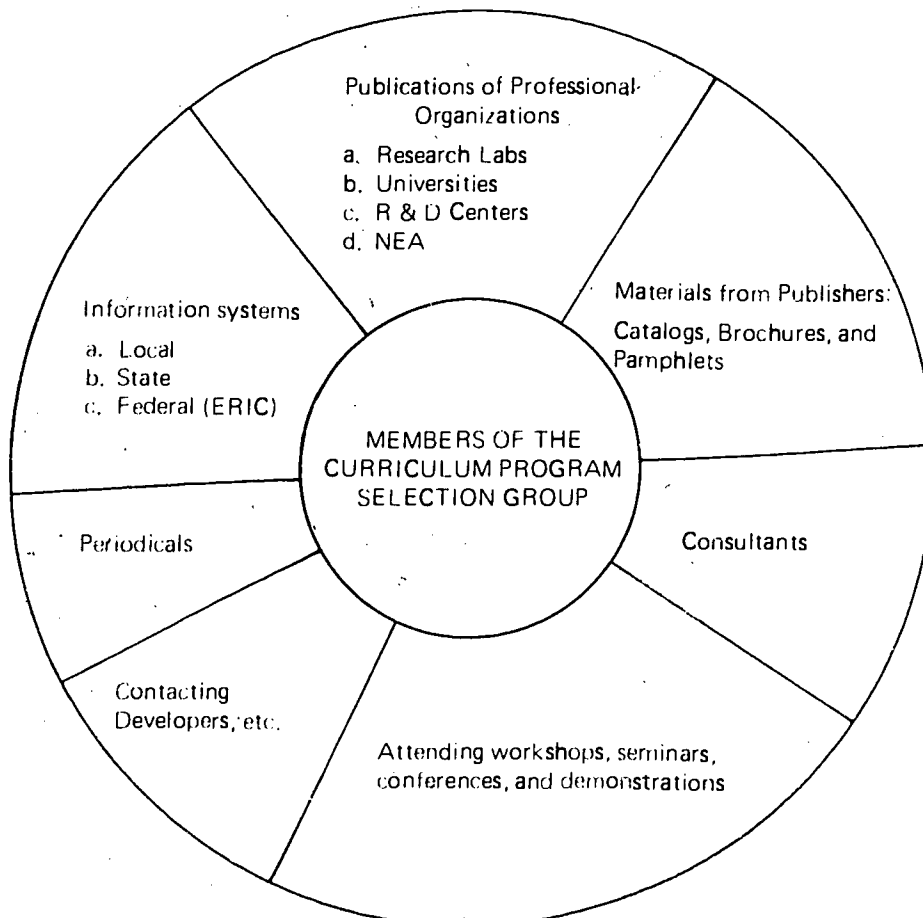 Publications of Professional
Organizations
a. Research Labs
b. Universities
c. R & D Centers
d. NEA
Materials from Publishers:
Catalogs, Brochures, and
Pamphlets
Consultants
Attending workshops, seminars,
conferences, and demonstrations
Contacting
Developers, etc.
Periodicals
Information systems
a. Local
b. State
c. Federal (ERIC)
MEMBERS OF THE
CURRICULUM PROGRAM
SELECTION GROUP